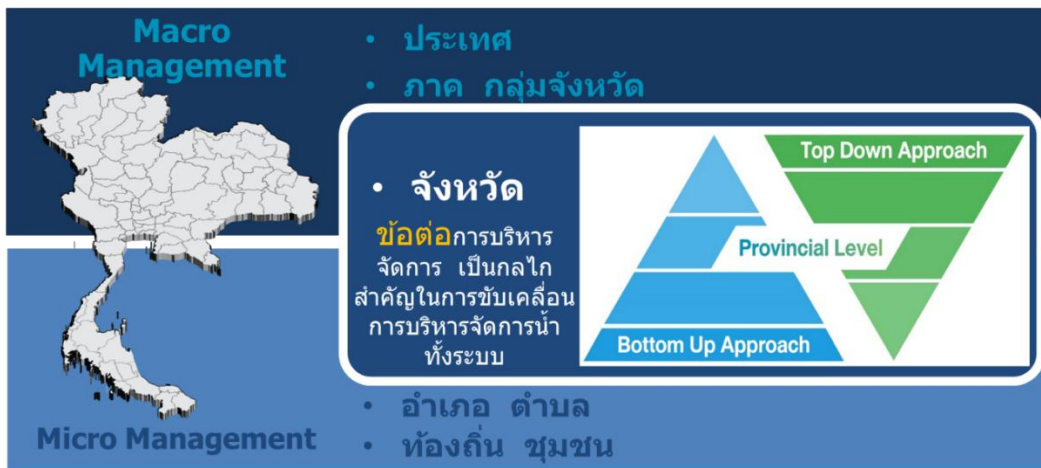 Macro
Management
• ประเทศ
• ภาค กลุ่มจังหวัด
• จังหวัด
ข้อต่อการบริหาร
จัดการ เป็นกลไก
สำคัญในการขับเคลื่อน
การบริหารจัดการน้ำ
ทั้งระบบ
Top Down Approach
Provincial Level
Bottom Up Approach
Micro Management
• อำเภอ ตำบล
• ท้องถิ่น ชุมชน